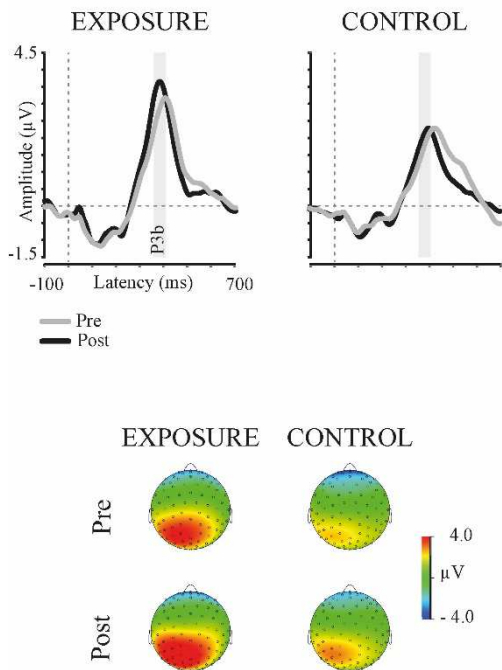 EXPOSURE CONTROL
4.5
Amplitude (µV)
-1.5
P3b
-100 Latency (ms) 700
Pre
Post
EXPOSURE CONTROL
Pre
Post
4.0
µV
- 4.0